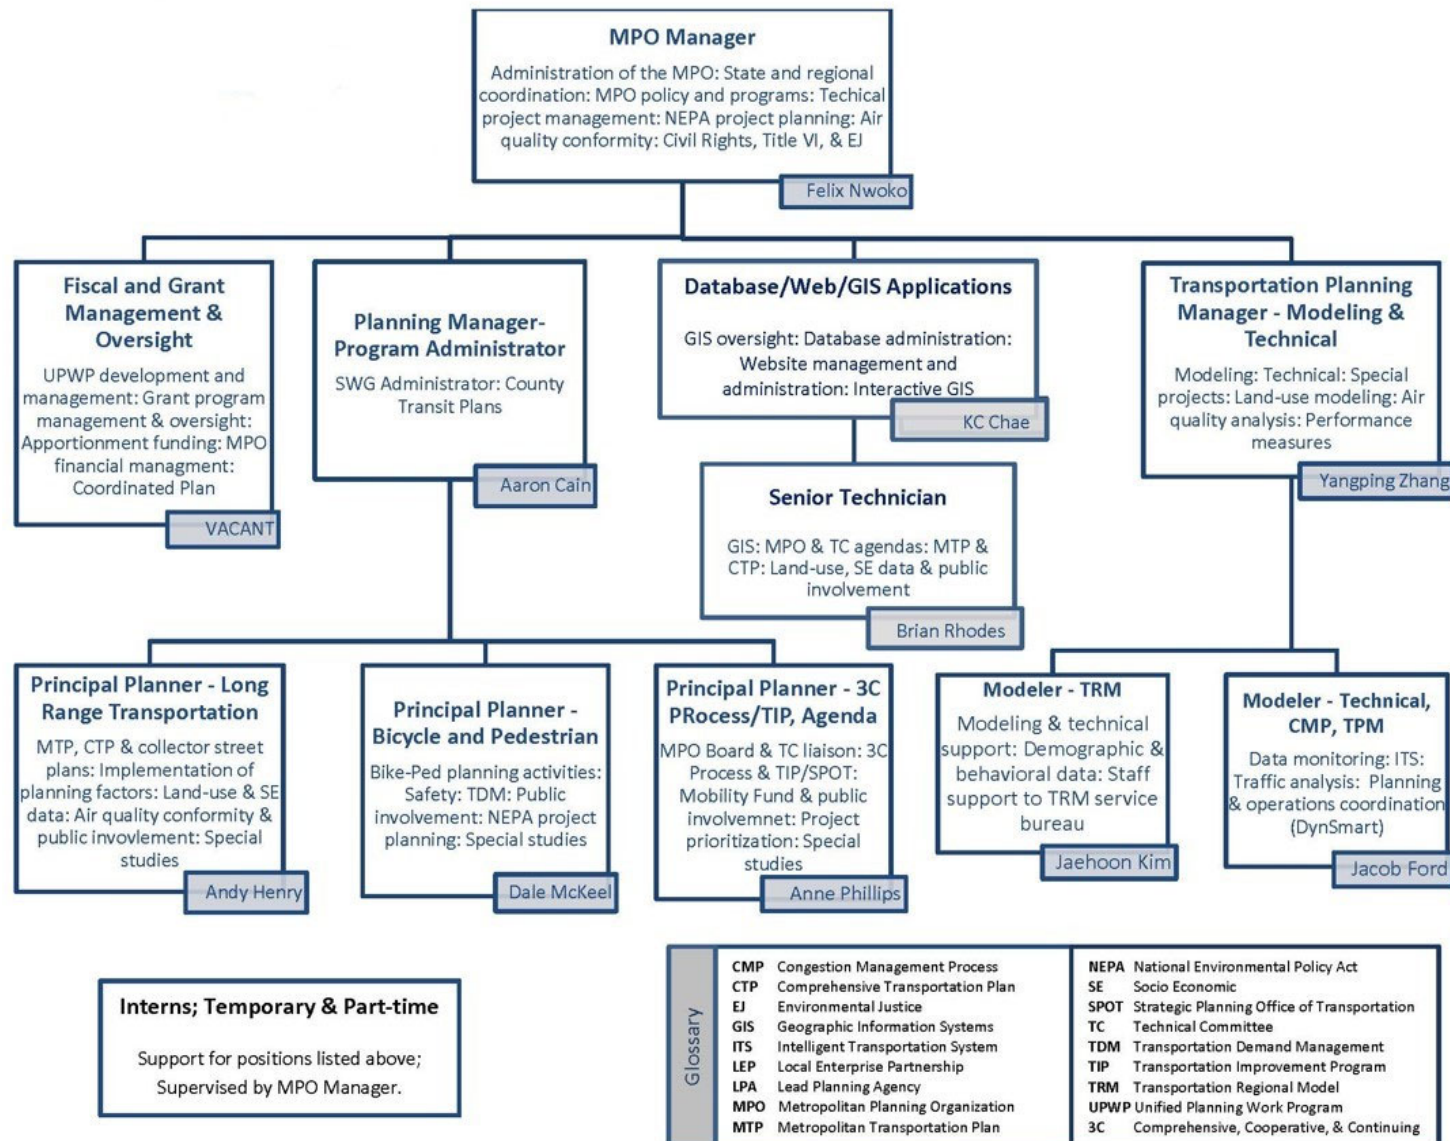 MPO Manager
Administration of the MPO: State and regional
coordination: MPO policy and programs: Techical
project management: NEPA project planning: Air
quality conformity: Civil Rights, Title VI, & EJ
Felix Nwoko
Fiscal and Grant
Management &
Oversight
UPWP development and
management: Grant program
management & oversight:
Apportionment funding: MPO
financial managment:
Coordinated Plan
VACANT
Planning Manager-
Program Administrator
SWG Administrator: County
Transit Plans
Aaron Cain
Database/Web/GIS Applications
GIS oversight: Database administration:
Website management and
administration: Interactive GIS
KC Chae
Transportation Planning
Manager - Modeling &
Technical
Modeling: Technical: Special
projects: Land-use modeling: Air
quality analysis: Performance
measures
Yangping Zhang
Senior Technician
GIS: MPO & TC agendas: MTP &
CTP: Land-use, SE data & public
involvement
Brian Rhodes
Principal Planner - Long
Range Transportation
MTP, CTP & collector street
plans: Implementation of
planning factors: Land-use & SE
data: Air quality conformity &
public invovlement: Special
studies
Andy Henry
Principal Planner -
Bicycle and Pedestrian
Bike-Ped planning activities:
Safety: TDM: Public
involvement: NEPA project
planning: Special studies
Dale McKeel
Principal Planner - 3C
PRocess/TIP, Agenda
MPO Board & TC liaison: 3C
Process & TIP/SPOT:
Mobility Fund & public
involvemnet: Project
prioritization: Special
studies
Anne Phillips
Modeler - TRM
Modeling & technical
support: Demographic &
behavioral data: Staff
support to TRM service
bureau
Jaehoon Kim
Modeler - Technical,
CMP, TPM
Data monitoring: ITS:
Traffic analysis: Planning
& operations coordination
(DynSmart)
Jacob Ford
Interns; Temporary & Part-time
Support for positions listed above;
Supervised by MPO Manager.
Glossary
CMP Congestion Management Process
CTP Comprehensive Transportation Plan
EJ Environmental Justice
GIS Geographic Information Systems
ITS Intelligent Transportation System
LEP Local Enterprise Partnership
LPA Lead Planning Agency
MPO Metropolitan Planning Organization
MTP Metropolitan Transportation Plan
NEPA National Environmental Policy Act
SE Socio Economic
SPOT Strategic Planning Office of Transportation
TC Technical Committee
TDM Transportation Demand Management
TIP Transportation Improvement Program
TRM Transportation Regional Model
UPWP Unified Planning Work Program
3C Comprehensive, Cooperative, & Continuing